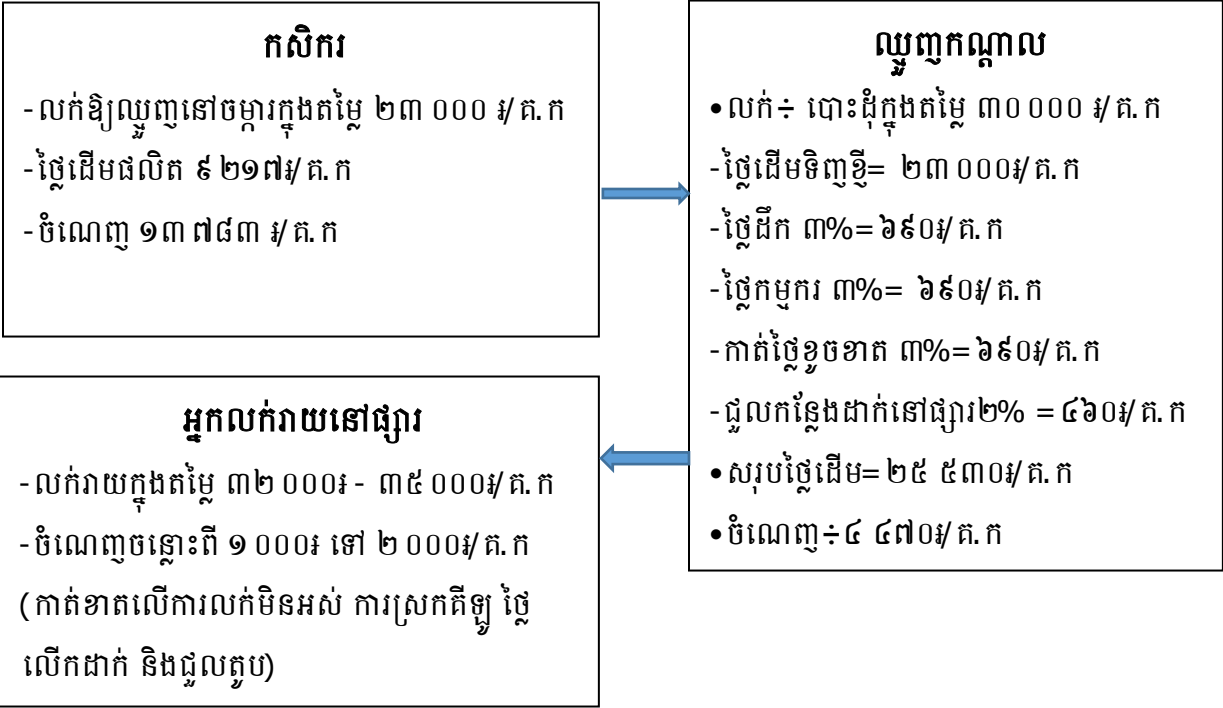 កសិករ
-លក់ឱ្យឈ្មួញនៅចម្ការក្នុងតម្លៃ ២៣ ០០០ ៛/គ.ក
-ថ្លៃដើមផលិត ៩ ២១៧៛/គ.ក
-ចំណេញ ១៣ ៧៨៣ ៛/គ.ក
ឈ្មួញកណ្តាល
•លក់÷ បោះដុំក្នុងតម្លៃ ៣០ ០០០ ៛/គ.ក
-ថ្លៃដើមទិញខ្ញី= ២៣ ០០០៛/គ.ក
-ថ្លៃដឹក ៣%=៦៩០៛/គ.ក
-ថ្លៃកម្មករ ៣%= ៦៩០៛/គ.ក
-កាត់ថ្លៃខូចខាត ៣%=៦៩០៛/គ.ក
-ជួលកន្លែងដាក់នៅផ្សារ២% =៤៦០៛/គ.ក
•សរុបថ្លៃដើម= ២៥ ៥៣០៛/គ.ក
•ចំណេញ÷៤ ៤៧០៛/គ.ក
អ្នកលក់រាយនៅផ្សារ
-លក់រាយក្នុងតម្លៃ ៣២ ០០០៛ - ៣៥ ០០០៛/គ.ក
-ចំណេញចន្លោះពី ១ ០០០៛ ទៅ ២ ០០០៛/គ.ក
(កាត់ខាតលើការលក់មិនអស់ ការស្រកគីឡូ ថ្លៃ
លើកដាក់ និងជួលតូប)